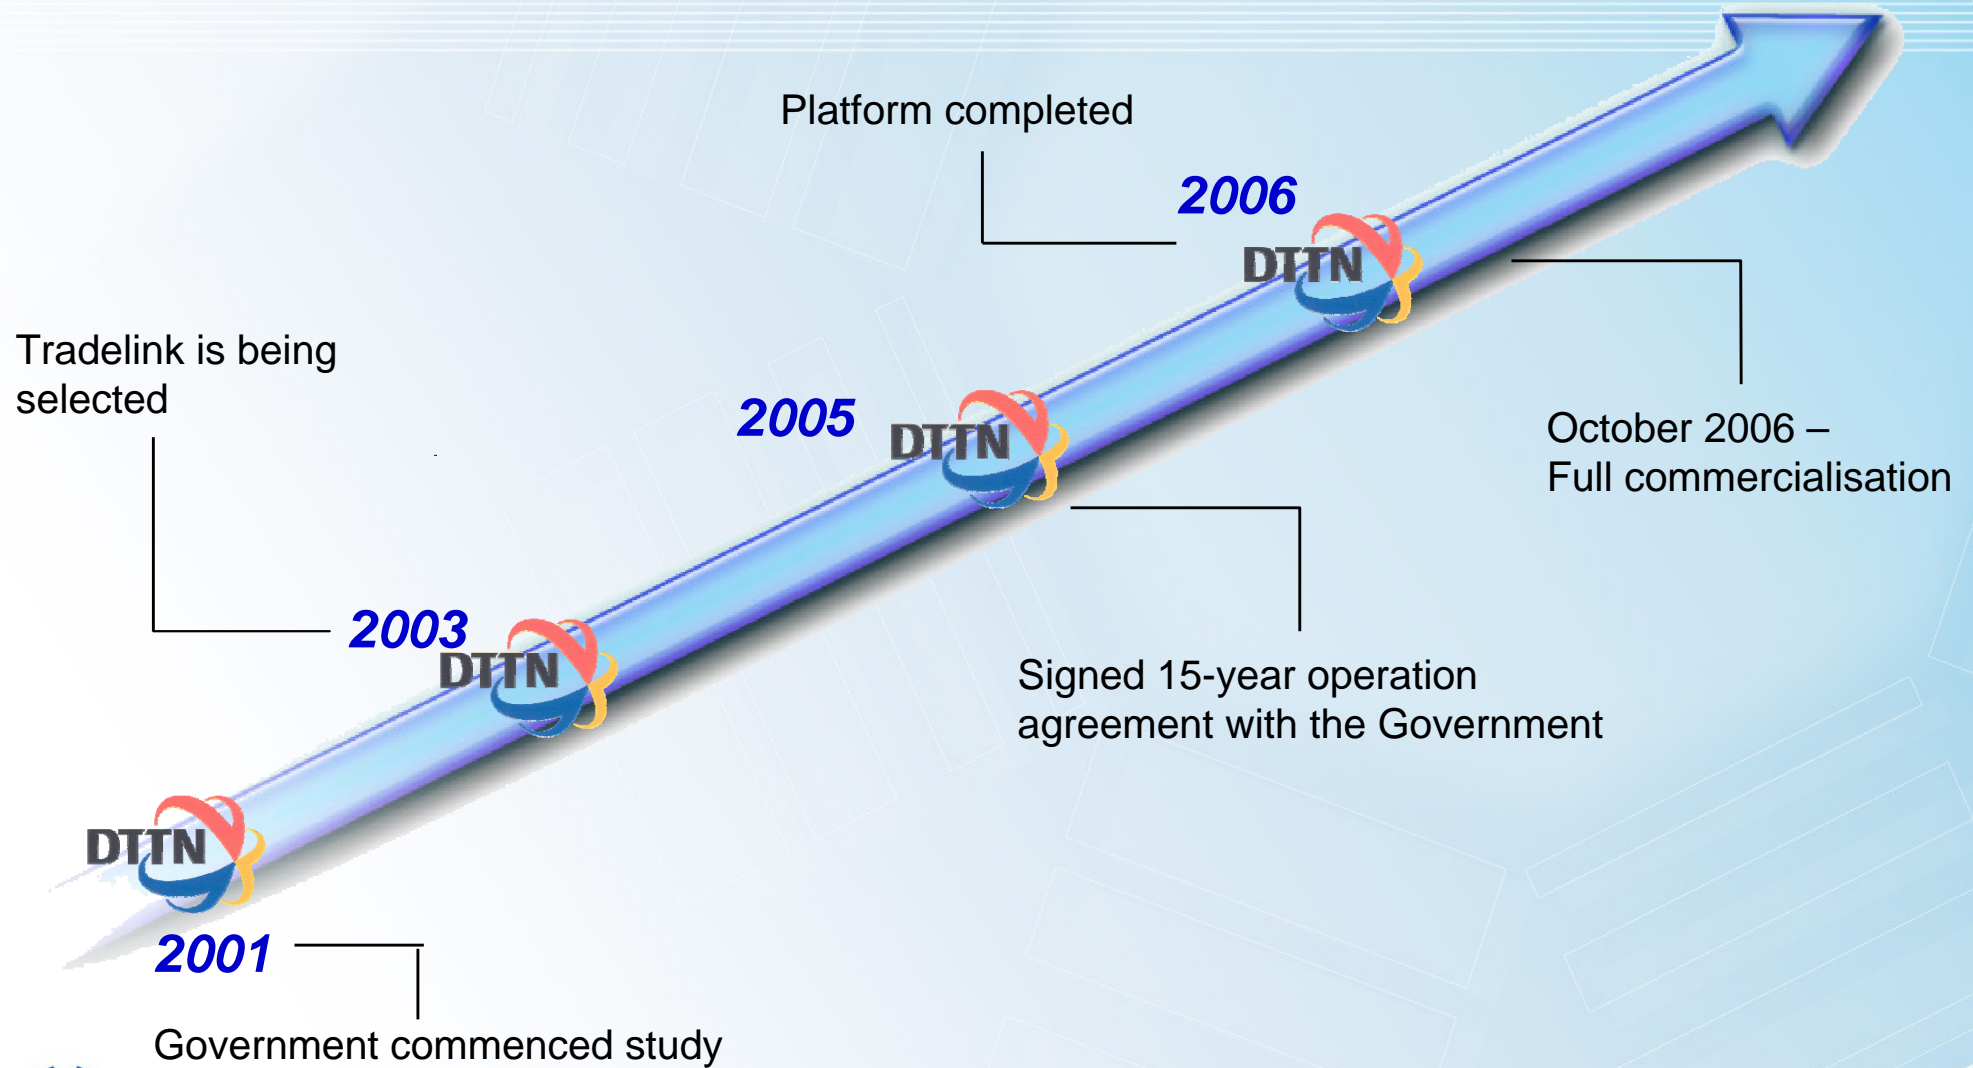 Platform completed
2006
DTTN
Tradelink is being
selected
2005
DTTN
October 2006 –
Full commercialisation
2003
DTTN
Signed 15-year operation
agreement with the Government
DTTN
2001
Government commenced study